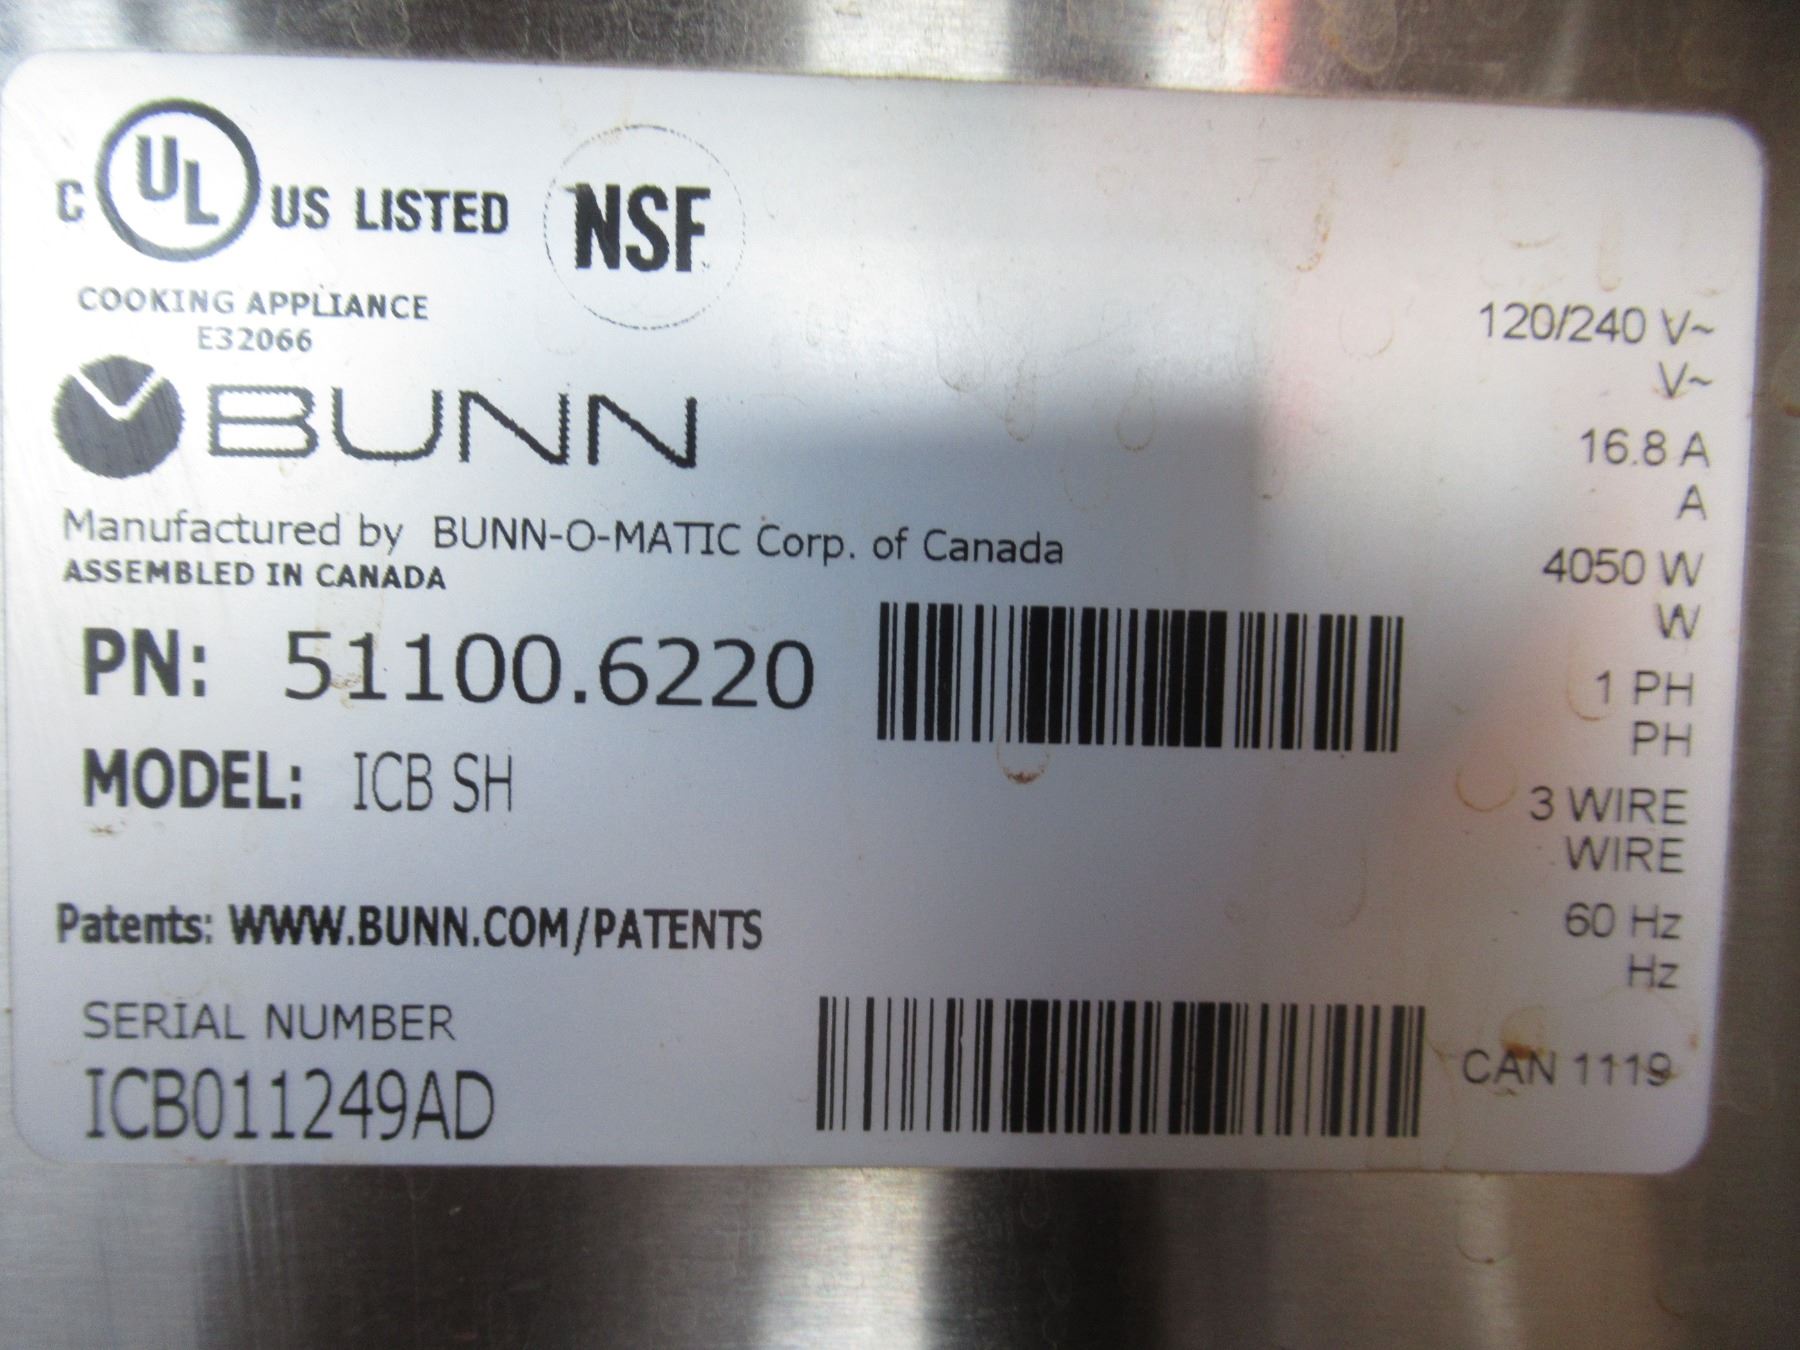 C UL US LISTED NSF
COOKING APPLIANCE
E32066
BUNN
Manufactured by BUNN-O-MATIC Corp. of Canada
ASSEMBLED IN CANADA
PN: 51100.6220
MODEL: ICB SH
Patents: WWW.BUNN.COM/PATENTS
SERIAL NUMBER
ICB011249AD
120/240 V~
V~
16.8 A
A
4050 W
W
1 PH
PH
3 WIRE
WIRE
60 Hz
Hz
CAN 1119